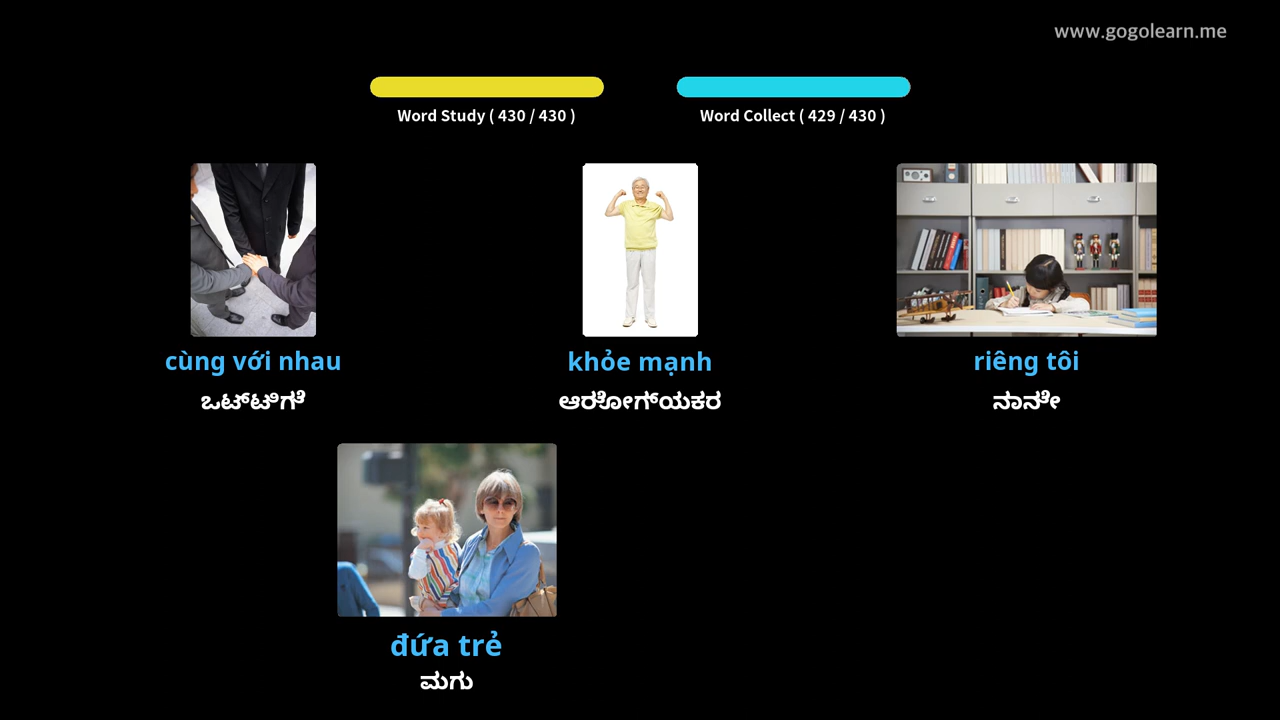 www.gogolearn.me
Word Study ( 430 / 430 )
Word Collect ( 429 / 430 )
cùng với nhau
ಒಟ್ಟಿಗೆ
khỏe mạnh
ಆರೋಗ್ಯಕರ
riêng tôi
ನಾನೇ
đứa trẻ
ಮಗು